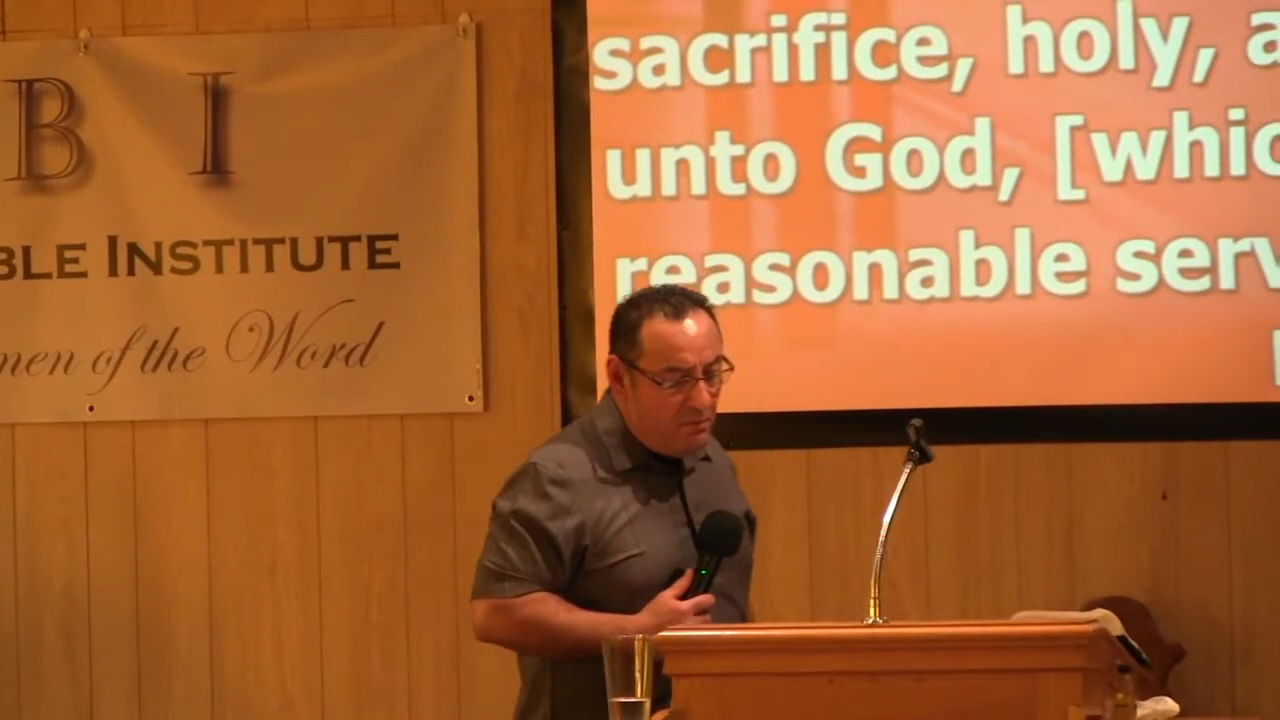 B I
BLE INSTITUTE
men of the Word
sacrifice, holy, a
unto God, [whic
reasonable serv